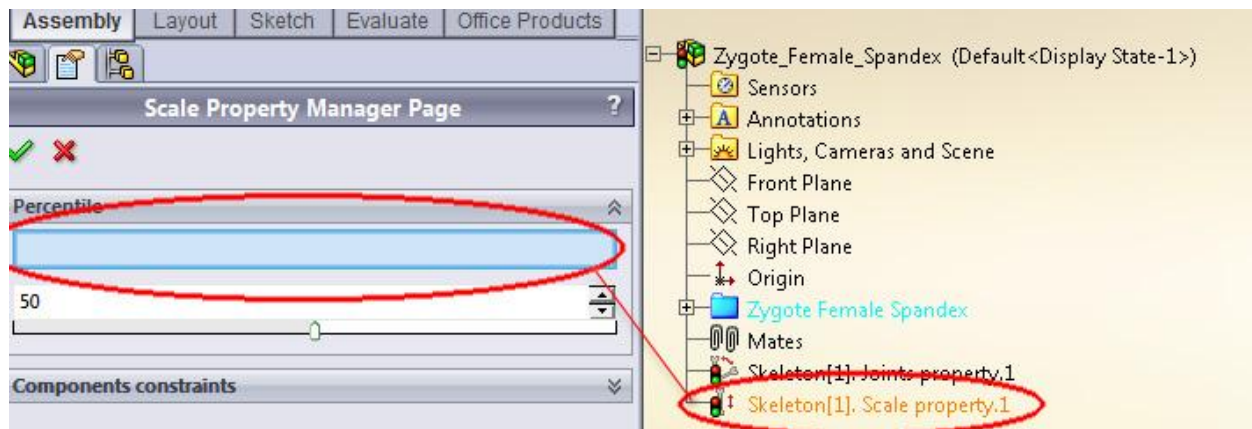 Assembly Layout Sketch Evaluate Office Products
Scale Property Manager Page ?
Percentile
50
Components constraints
Zygote_Female_Spandex (Default<Display State-1>)
Sensors
A Annotations
Lights, Cameras and Scene
Front Plane
Top Plane
Right Plane
Origin
Zygote Female Spandex
Mates
Skeleton[1]. Joints property.1
Skeleton[1]. Scale property.1